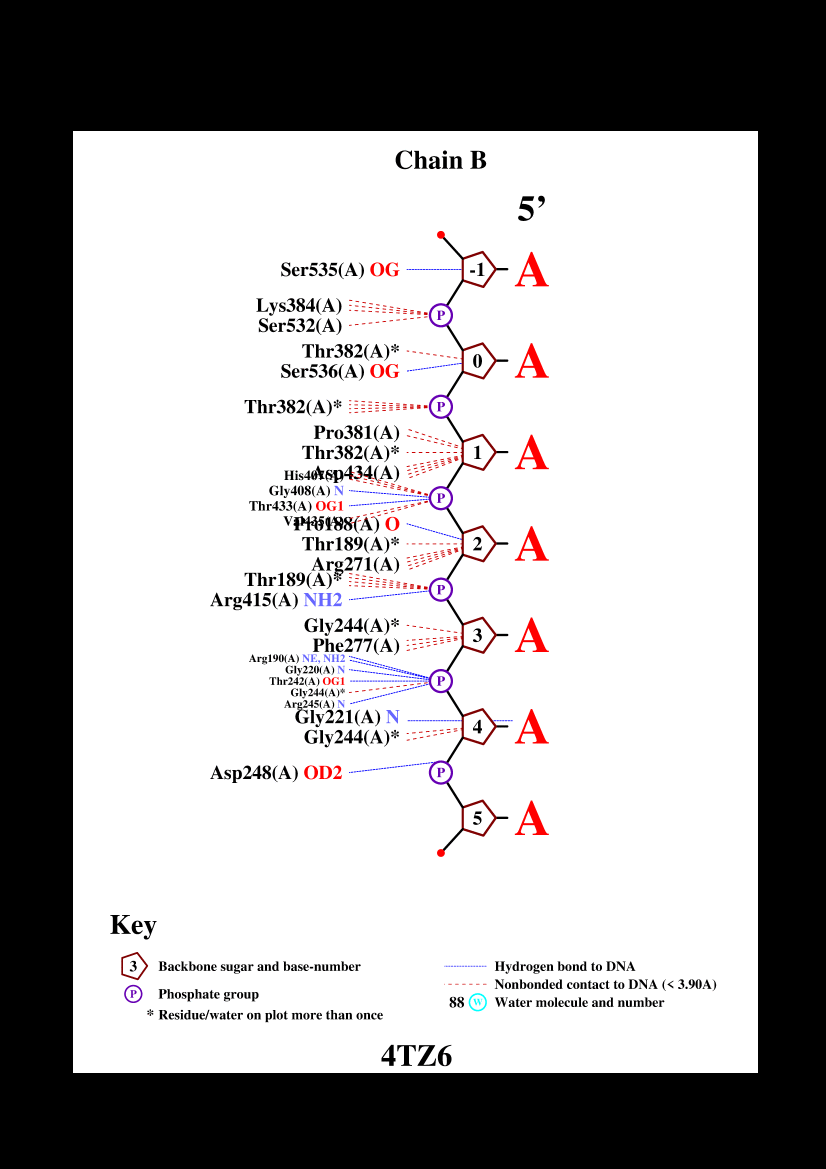 Chain B
5’
Ser535(A) OG
-1 A
Lys384(A)
P
Ser532(A)
Thr382(A)*
0 A
Ser536(A) OG
Thr382(A)* P
Pro381(A)
Thr382(A)* 1 A
Asp434(A)
Gly408(A) N
P
Thr433(A) OG1
Pro188(A) O
Thr189(A)* 2 A
Arg271(A)
Thr189(A)*
P
Arg415(A) NH2
Gly244(A)*
3 A
Phe277(A)
Arg190(A) NE, NH2
Gly220(A) N
Thr242(A) OG1 P
Gly244(A)*
Arg245(A) N
Gly221(A) N
4 A
Gly244(A)*
Asp248(A) OD2 P
5 A
Key
3 Backbone sugar and base-number
P Phosphate group
* Residue/water on plot more than once
Hydrogen bond to DNA
Nonbonded contact to DNA (< 3.90A)
88 W Water molecule and number
4TZ6